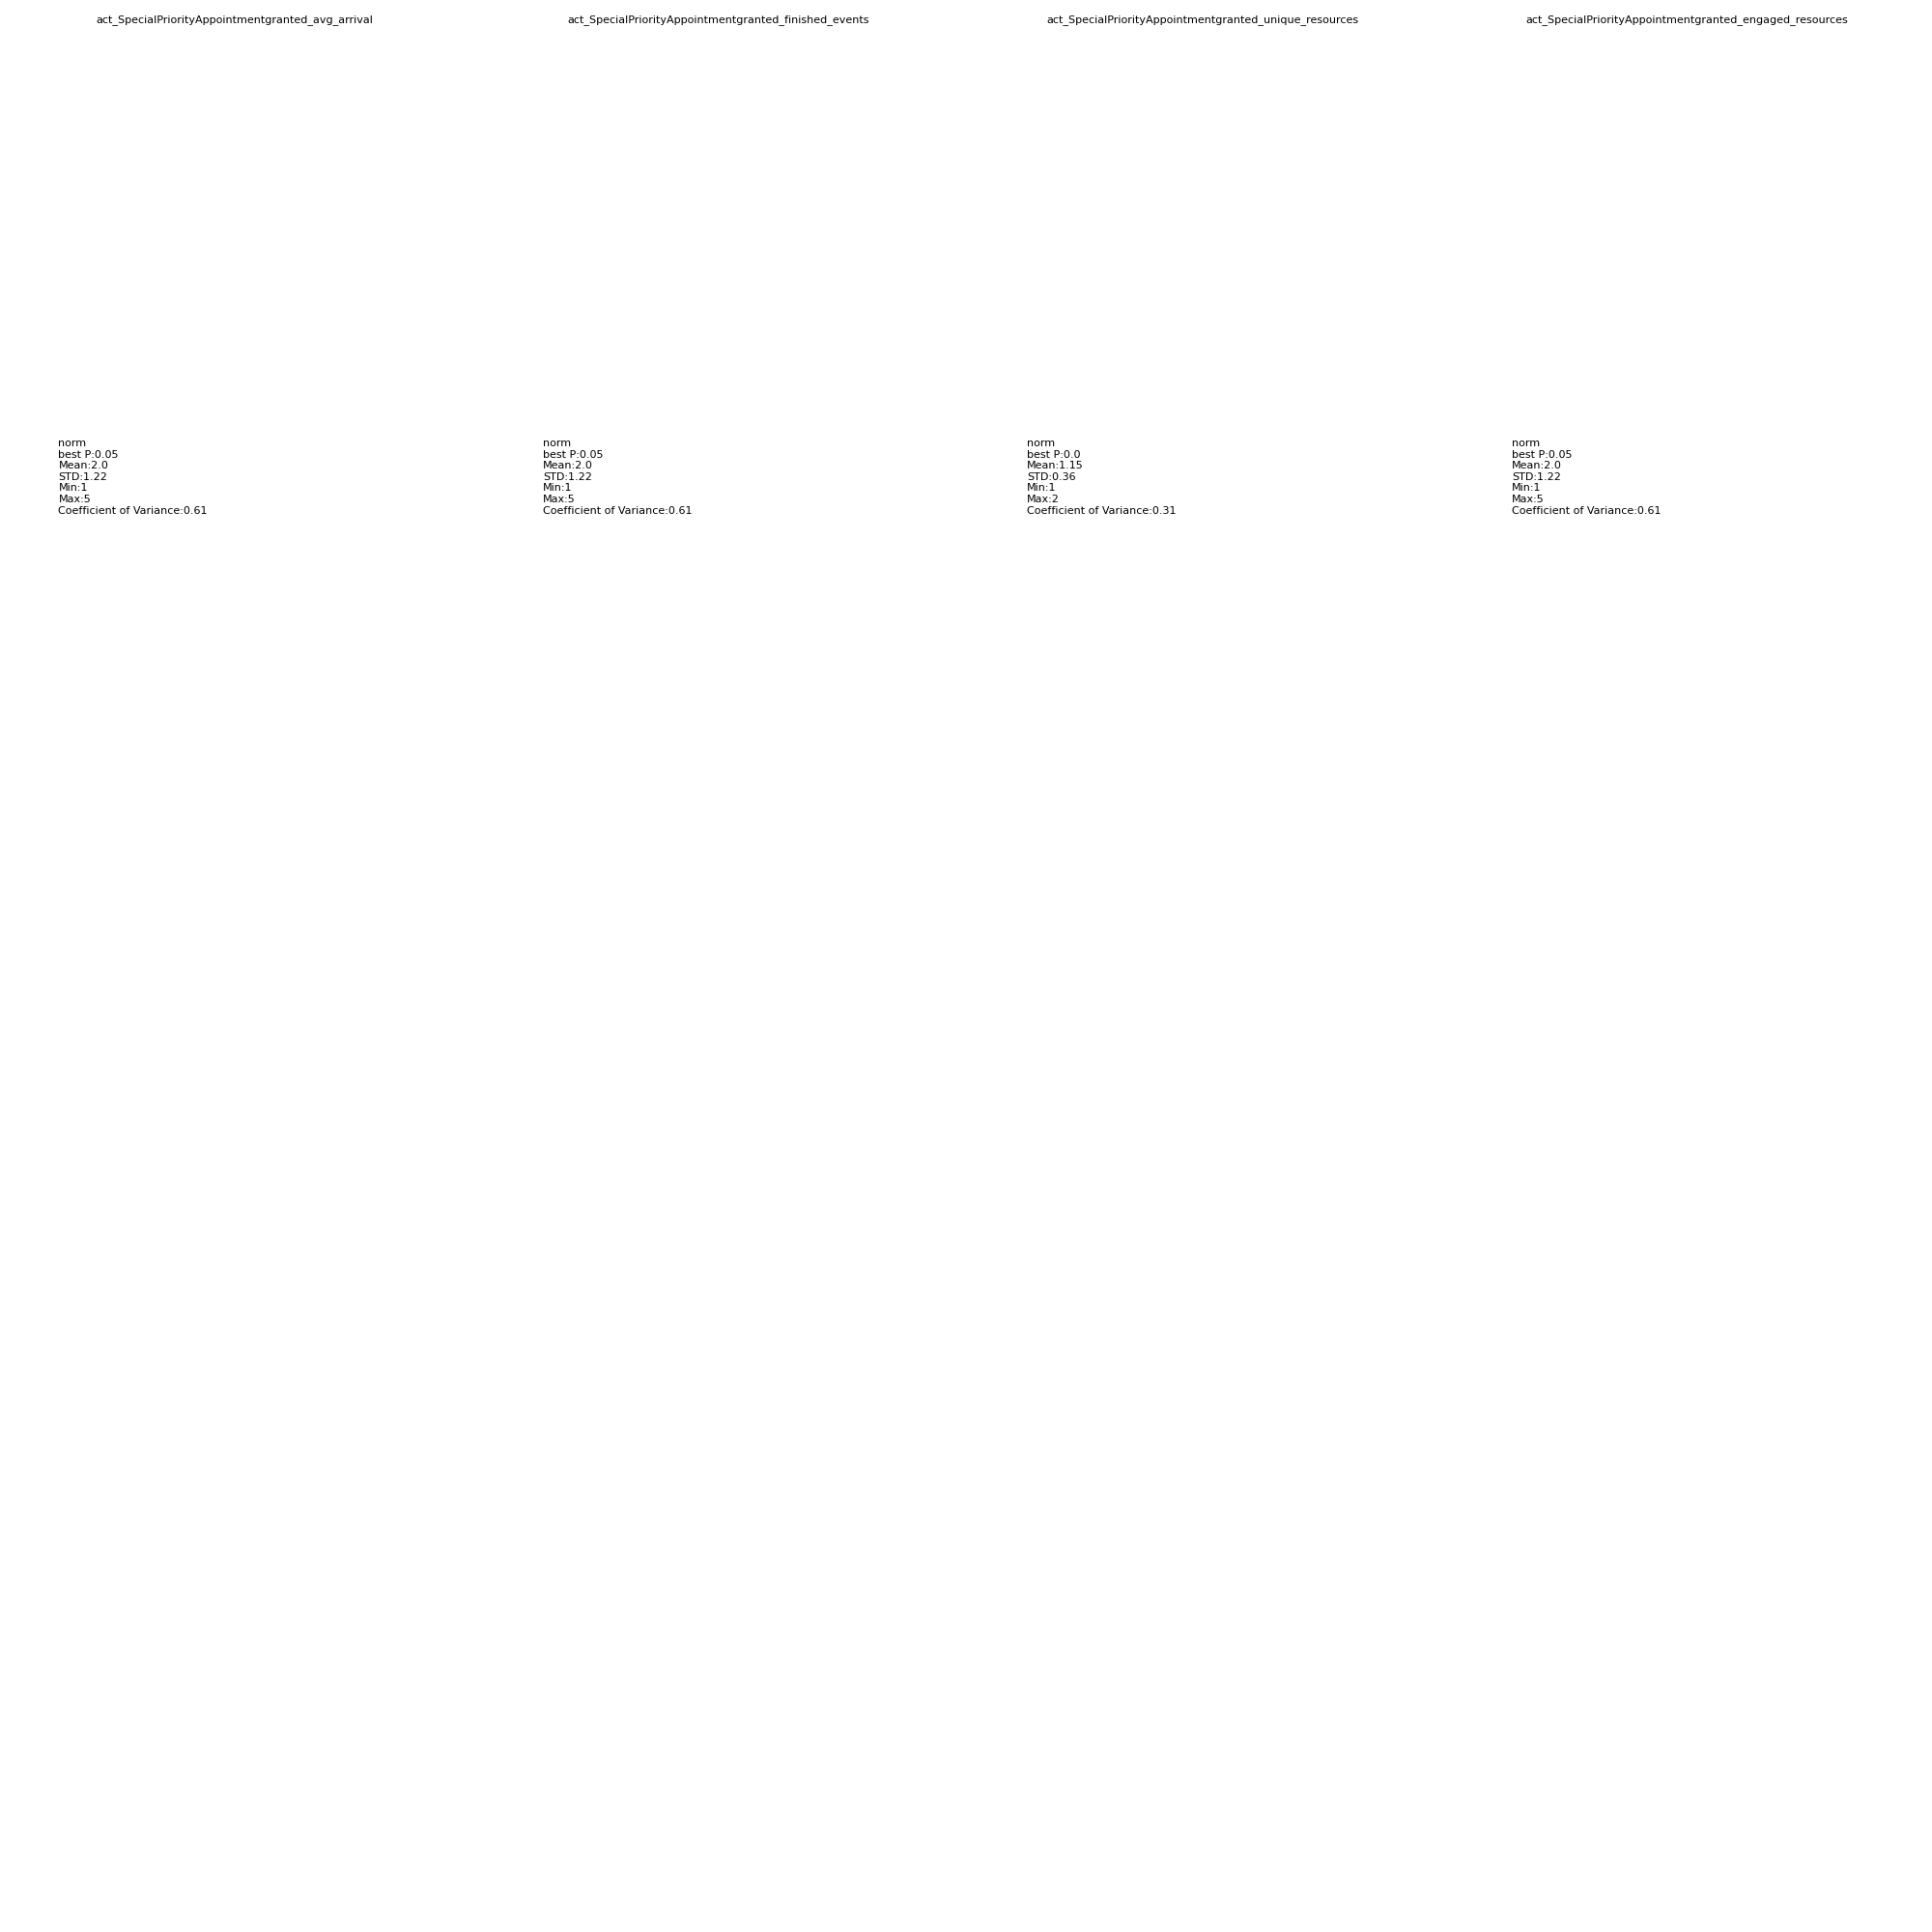 act_SpecialPriorityAppointmentgranted_avg_arrival
norm
best P:0.05
Mean:2.0
STD:1.22
Min:1
Max:5
Coefficient of Variance:0.61
act_SpecialPriorityAppointmentgranted_finished_events
norm
best P:0.05
Mean:2.0
STD:1.22
Min:1
Max:5
Coefficient of Variance:0.61
act_SpecialPriorityAppointmentgranted_unique_resources
norm
best P:0.0
Mean:1.15
STD:0.36
Min:1
Max:2
Coefficient of Variance:0.31
act_SpecialPriorityAppointmentgranted_engaged_resources
norm
best P:0.05
Mean:2.0
STD:1.22
Min:1
Max:5
Coefficient of Variance:0.61